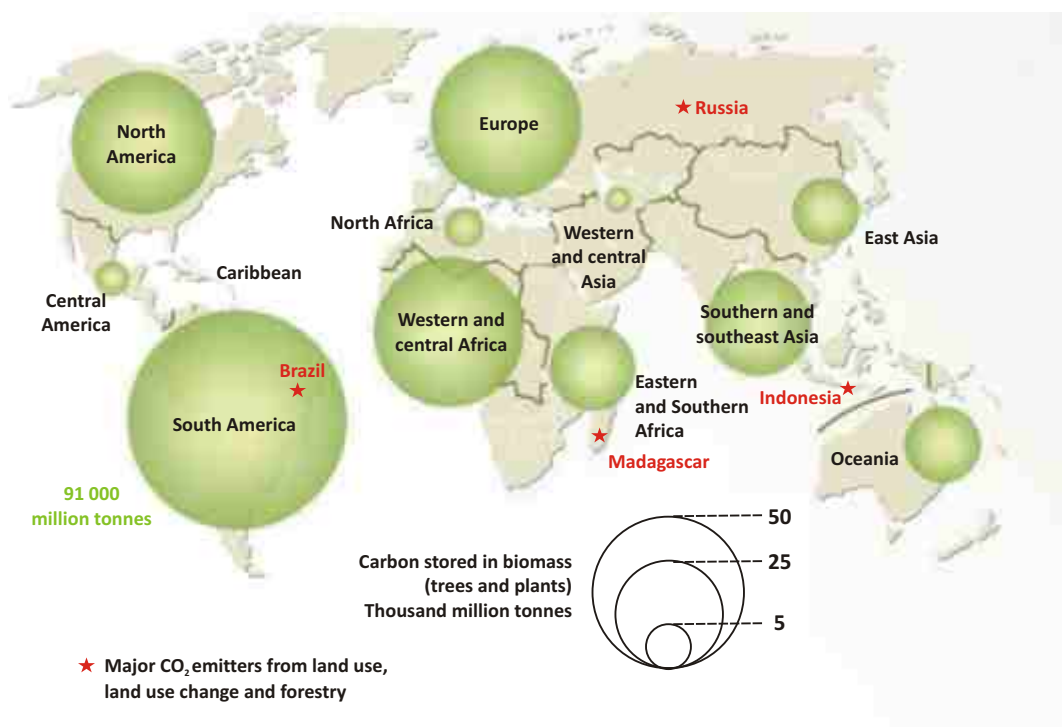 North
America
Europe
Russia
North Africa
Western
and central
Asia
East Asia
Caribbean
Central
America
Western and
central Africa
Southern and
southeast Asia
Brazil
South America
Eastern
and Southern
Africa
Indonesia
Madagascar
Oceania
91 000
million tonnes
Carbon stored in biomass
(trees and plants)
Thousand million tonnes
50
25
5
★ Major CO₂ emitters from land use,
land use change and forestry